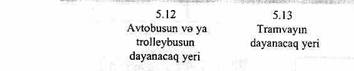 5.12
Avtobusun və ya
trolleybusun
dayanacaq yeri
5.13
Tramvayın
dayanacaq yeri